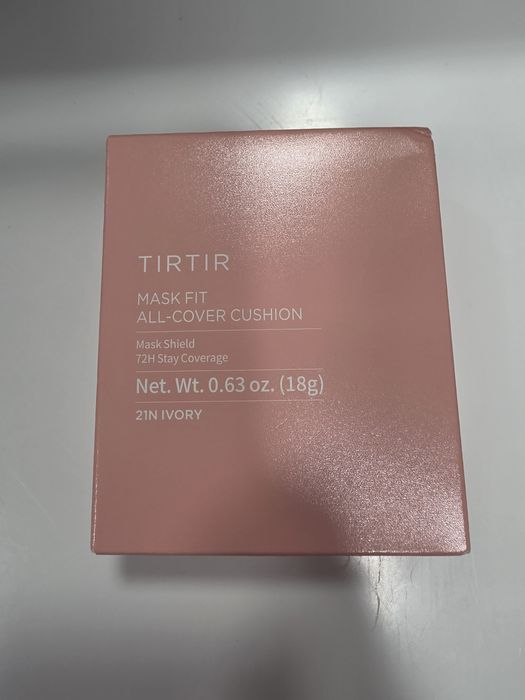 TIRTIR
MASK FIT
ALL-COVER CUSHION
Mask Shield
72H Stay Coverage
Net. Wt. 0.63 oz. (18g)
21N IVORY